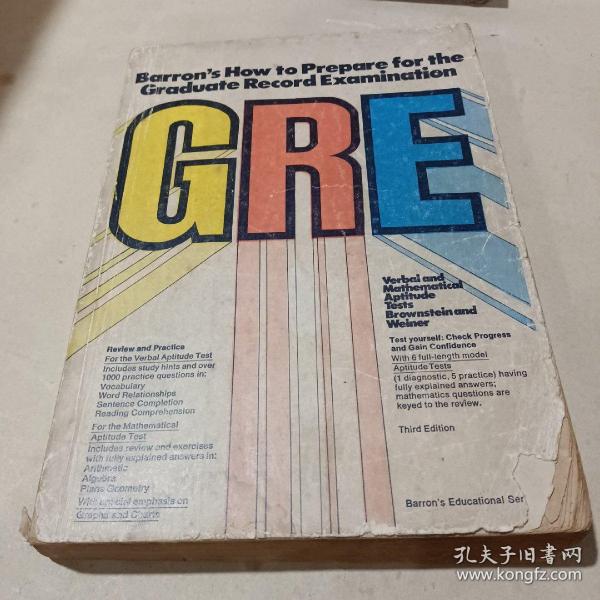 Barron's How to Prepare for the
Graduate Record Examination
GRE
Verbal and
Mathematical
Aptitude
Tests
Brownstein and
Weiner
Test yourself: Check Progress
and Gain Confidence
With 6 full-length model
Aptitude Tests
(1 diagnostic, 5 practice) having
fully explained answers;
mathematics questions are
keyed to the review.
Third Edition
Barron's Educational Ser
Review and Practice
For the Verbal Aptitude Test
Includes study hints and over
1000 practice questions in:
Vocabulary
Word Relationships
Sentence Completion
Reading Comprehension
For the Mathematical
Aptitude Test
Includes review and exercises
with fully explained answers in:
Arithmetic
Algebra
Plane Geometry
With special emphasis on
Graphs and Charts
孔夫子旧书网
www.kongfz.com